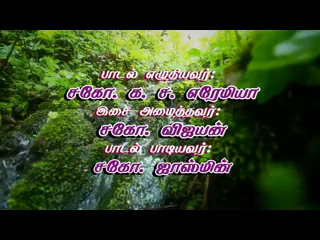 பாடல் எழுதியவர்:
சகோ. க. ச. எரேமியா
இசை அமைத்தவர்:
சகோ. விஜயன்
பாடல் பாடியவர்:
சகோ. ஜாஸ்மின்